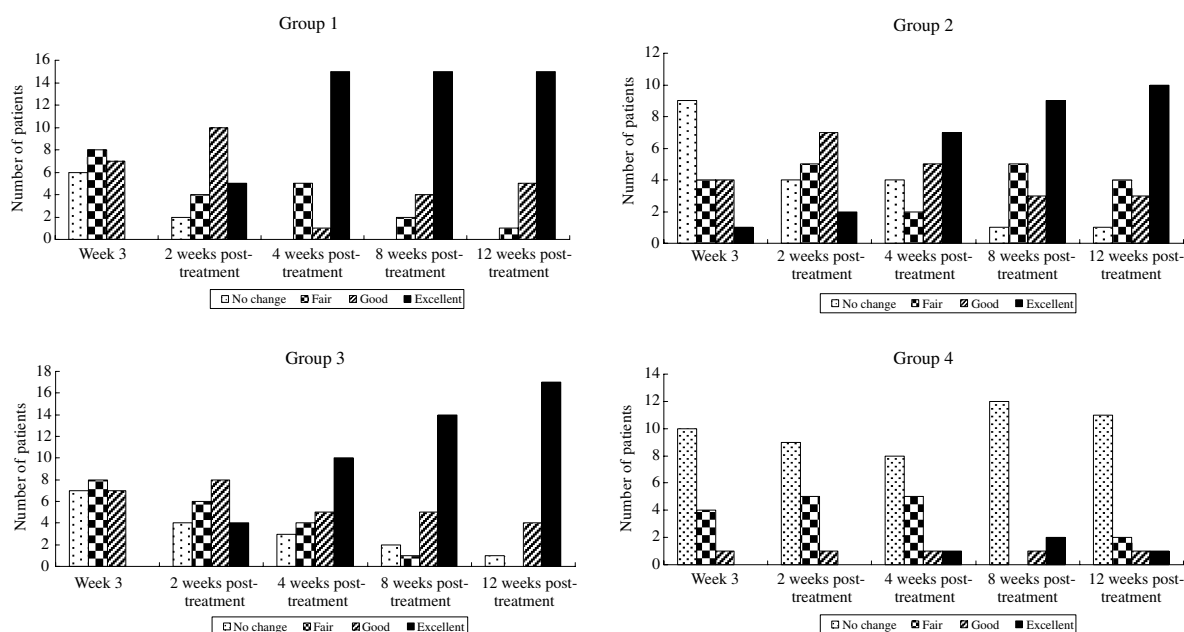 Group 1
Number of patients
16
14
12
10
8
6
4
2
0
Week 3
2 weeks post-
treatment
4 weeks post-
treatment
8 weeks post-
treatment
12 weeks post-
treatment
No change Fair Good Excellent
Group 2
Number of patients
12
10
8
6
4
2
0
Week 3
2 weeks post-
treatment
4 weeks post-
treatment
8 weeks post-
treatment
12 weeks post-
treatment
No change Fair Good Excellent
Group 3
Number of patients
18
16
14
12
10
8
6
4
2
0
Week 3
2 weeks post-
treatment
4 weeks post-
treatment
8 weeks post-
treatment
12 weeks post-
treatment
No change Fair Good Excellent
Group 4
Number of patients
14
12
10
8
6
4
2
0
Week 3
2 weeks post-
treatment
4 weeks post-
treatment
8 weeks post-
treatment
12 weeks post-
treatment
No change Fair Good Excellent